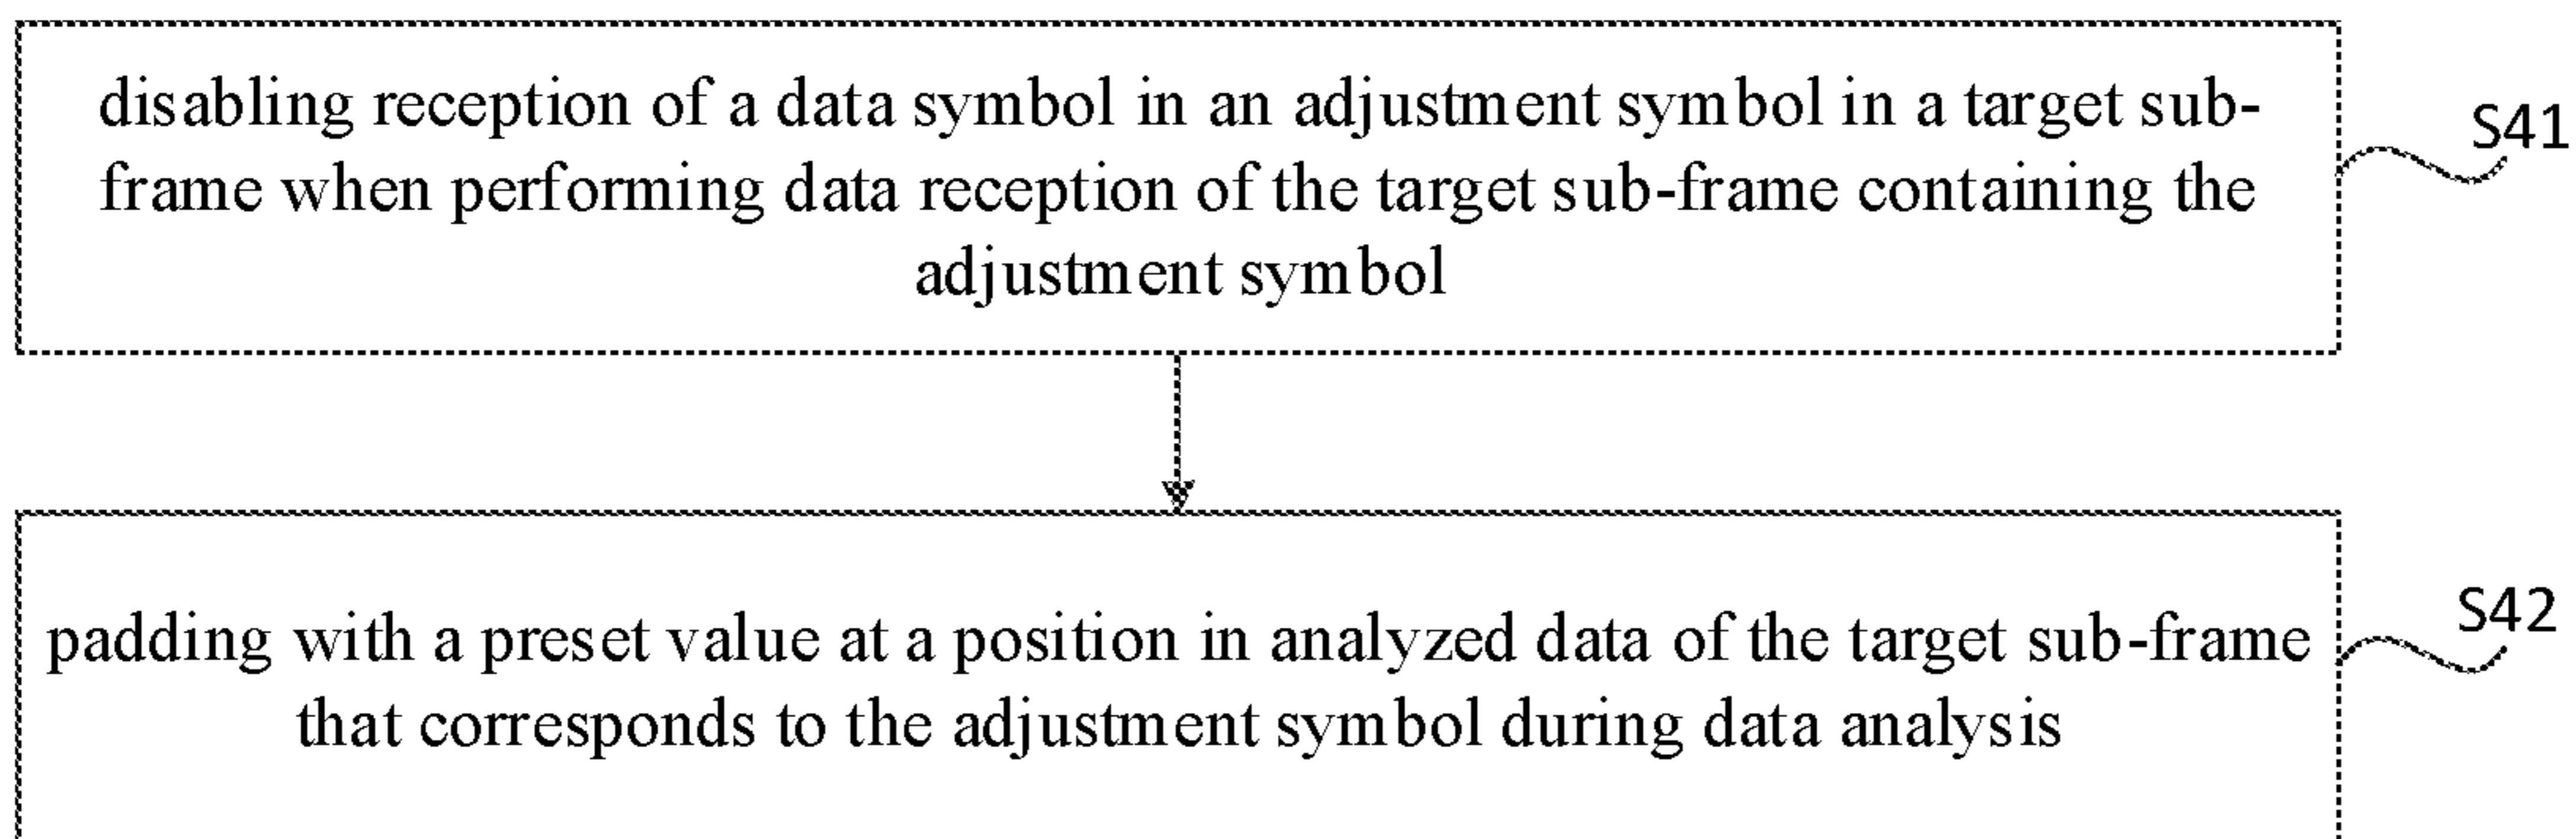 disabling reception of a data symbol in an adjustment symbol in a target sub-
frame when performing data reception of the target sub-frame containing the
adjustment symbol
S41
padding with a preset value at a position in analyzed data of the target sub-frame
that corresponds to the adjustment symbol during data analysis
S42